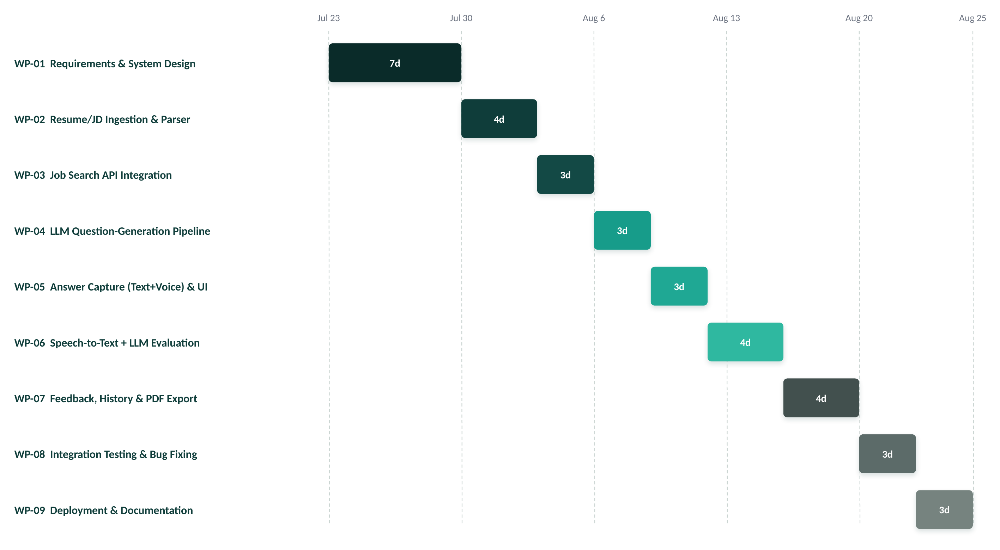 Jul 23 Jul 30 Aug 6 Aug 13 Aug 20 Aug 25
WP-01 Requirements & System Design 7d
WP-02 Resume/JD Ingestion & Parser 4d
WP-03 Job Search API Integration 3d
WP-04 LLM Question-Generation Pipeline 3d
WP-05 Answer Capture (Text+Voice) & UI 3d
WP-06 Speech-to-Text + LLM Evaluation 4d
WP-07 Feedback, History & PDF Export 4d
WP-08 Integration Testing & Bug Fixing 3d
WP-09 Deployment & Documentation 3d